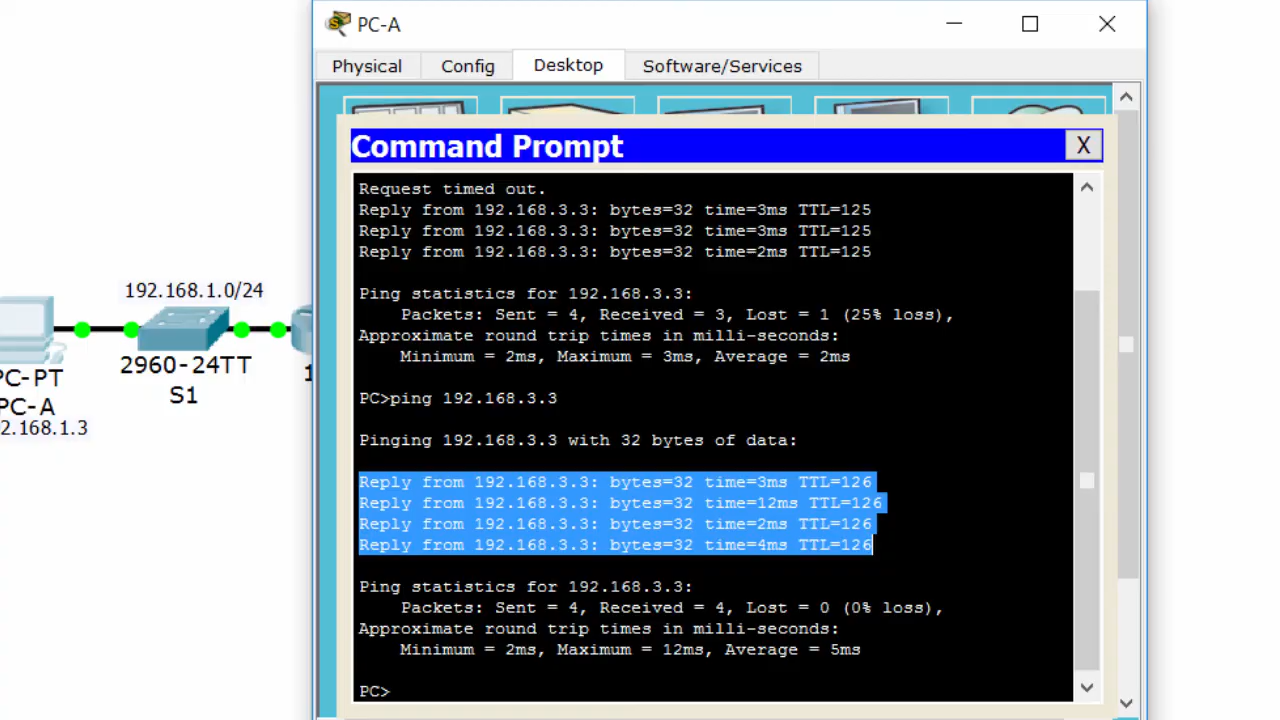 PC-A
Physical
Config
Desktop
Software/Services
Command Prompt
X
Request timed out.
Reply from 192.168.3.3: bytes=32 time=3ms TTL=125
Reply from 192.168.3.3: bytes=32 time=3ms TTL=125
Reply from 192.168.3.3: bytes=32 time=2ms TTL=125
Ping statistics for 192.168.3.3:
Packets: Sent = 4, Received = 3, Lost = 1 (25% loss),
Approximate round trip times in milli-seconds:
Minimum = 2ms, Maximum = 3ms, Average = 2ms
PC>ping 192.168.3.3
Pinging 192.168.3.3 with 32 bytes of data:
Reply from 192.168.3.3: bytes=32 time=3ms TTL=126
Reply from 192.168.3.3: bytes=32 time=12ms TTL=126
Reply from 192.168.3.3: bytes=32 time=2ms TTL=126
Reply from 192.168.3.3: bytes=32 time=4ms TTL=126
Ping statistics for 192.168.3.3:
Packets: Sent = 4, Received = 4, Lost = 0 (0% loss),
Approximate round trip times in milli-seconds:
Minimum = 2ms, Maximum = 12ms, Average = 5ms
PC>
192.168.1.0/24
2960-24TT
S1
1
PC-PT
PC-A
2.168.1.3